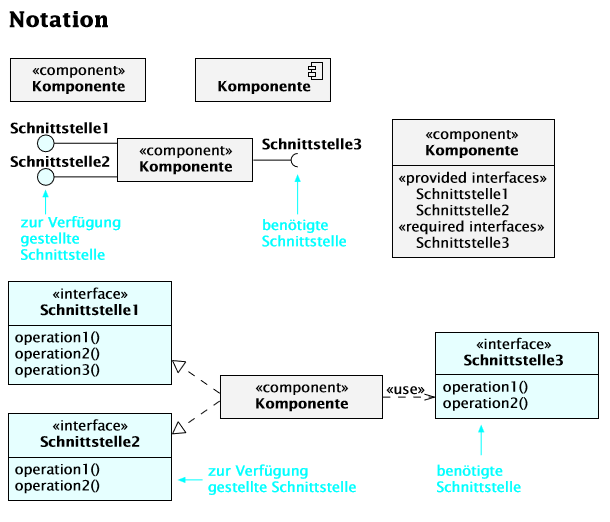 Notation
«component»
Komponente
Komponente
Schnittstelle1
Schnittstelle2
«component»
Komponente
Schnittstelle3
zur Verfügung
gestellte
Schnittstelle
benötigte
Schnittstelle
«component»
Komponente
«provided interfaces»
Schnittstelle1
Schnittstelle2
«required interfaces»
Schnittstelle3
«interface»
Schnittstelle1
operation1()
operation2()
operation3()
«component»
Komponente
«use»
«interface»
Schnittstelle3
operation1()
operation2()
«interface»
Schnittstelle2
operation1()
operation2()
zur Verfügung
gestellte Schnittstelle
benötigte
Schnittstelle